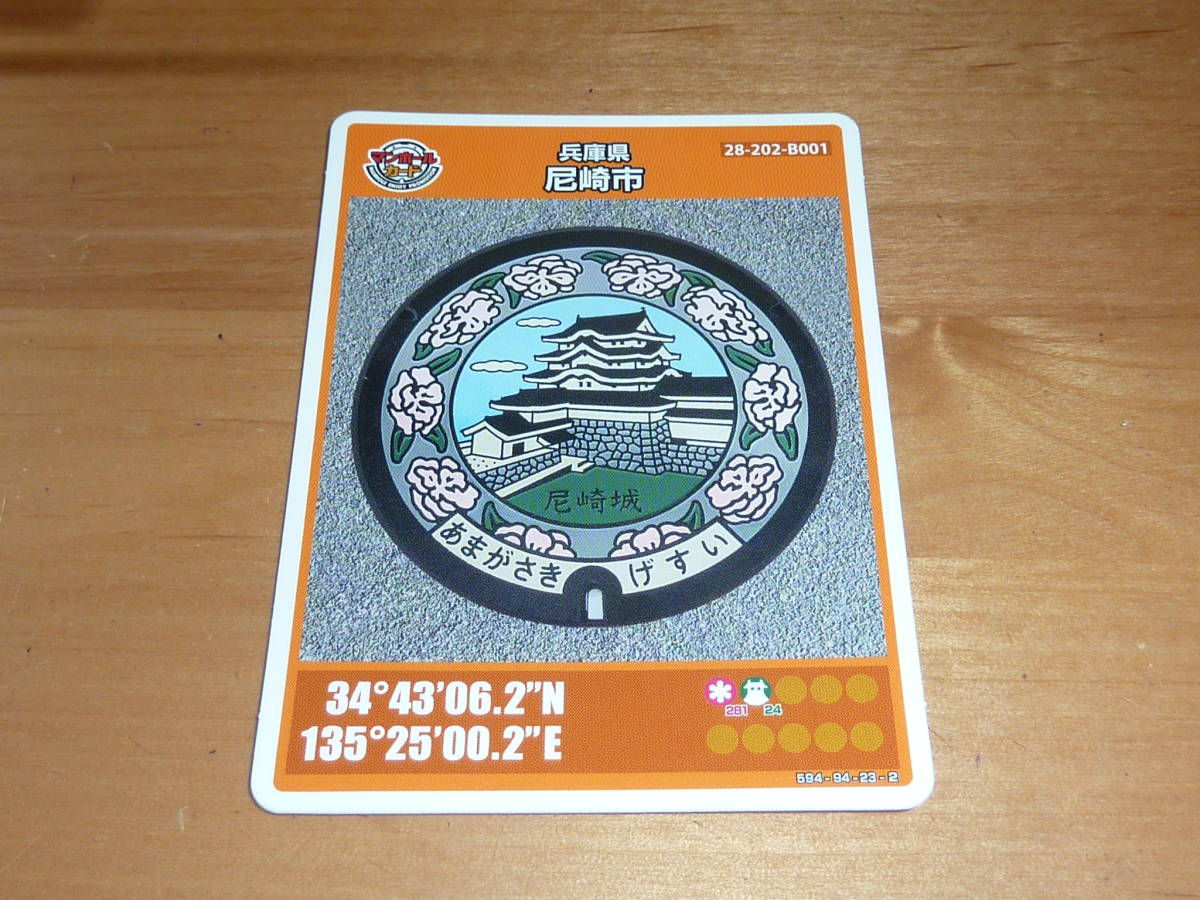 マンホール
カード
兵庫県
尼崎市
28-202-B001
尼崎城
あまがさき
げすい
34°43'06.2"N
135°25'00.2"E
281
24
594-94-23-2